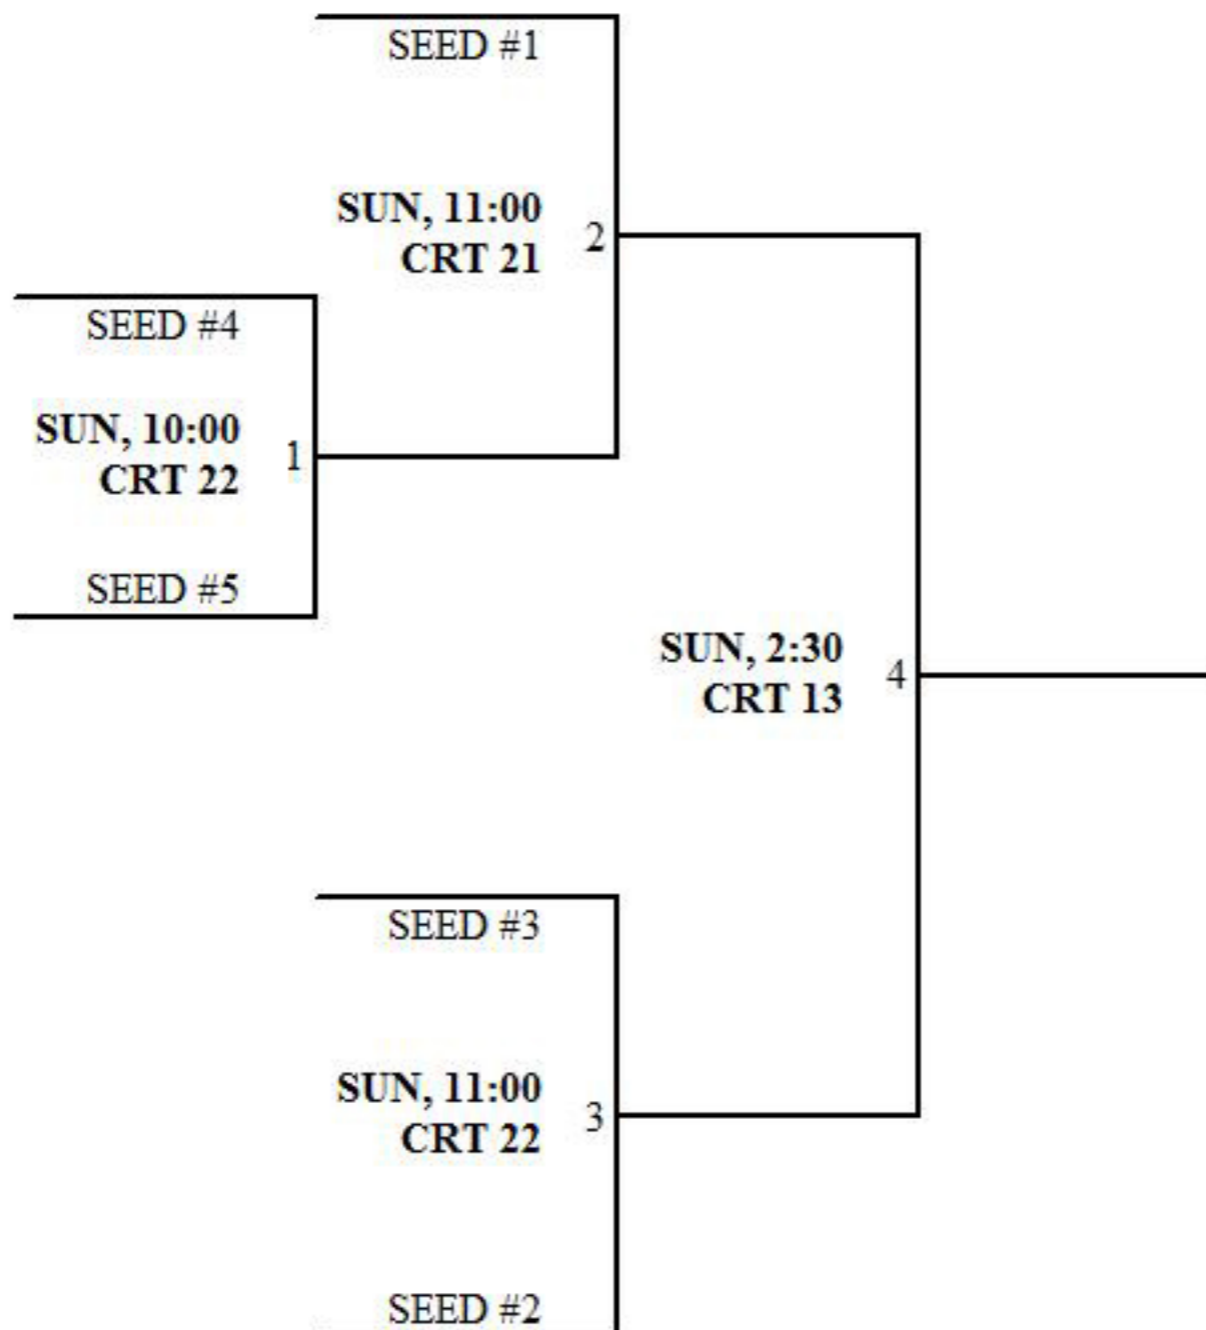 SEED #1
SUN, 11:00
CRT 21
2
SEED #4
SUN, 10:00
CRT 22
1
SEED #5
SUN, 2:30
CRT 13
4
SEED #3
SUN, 11:00
CRT 22
3
SEED #2